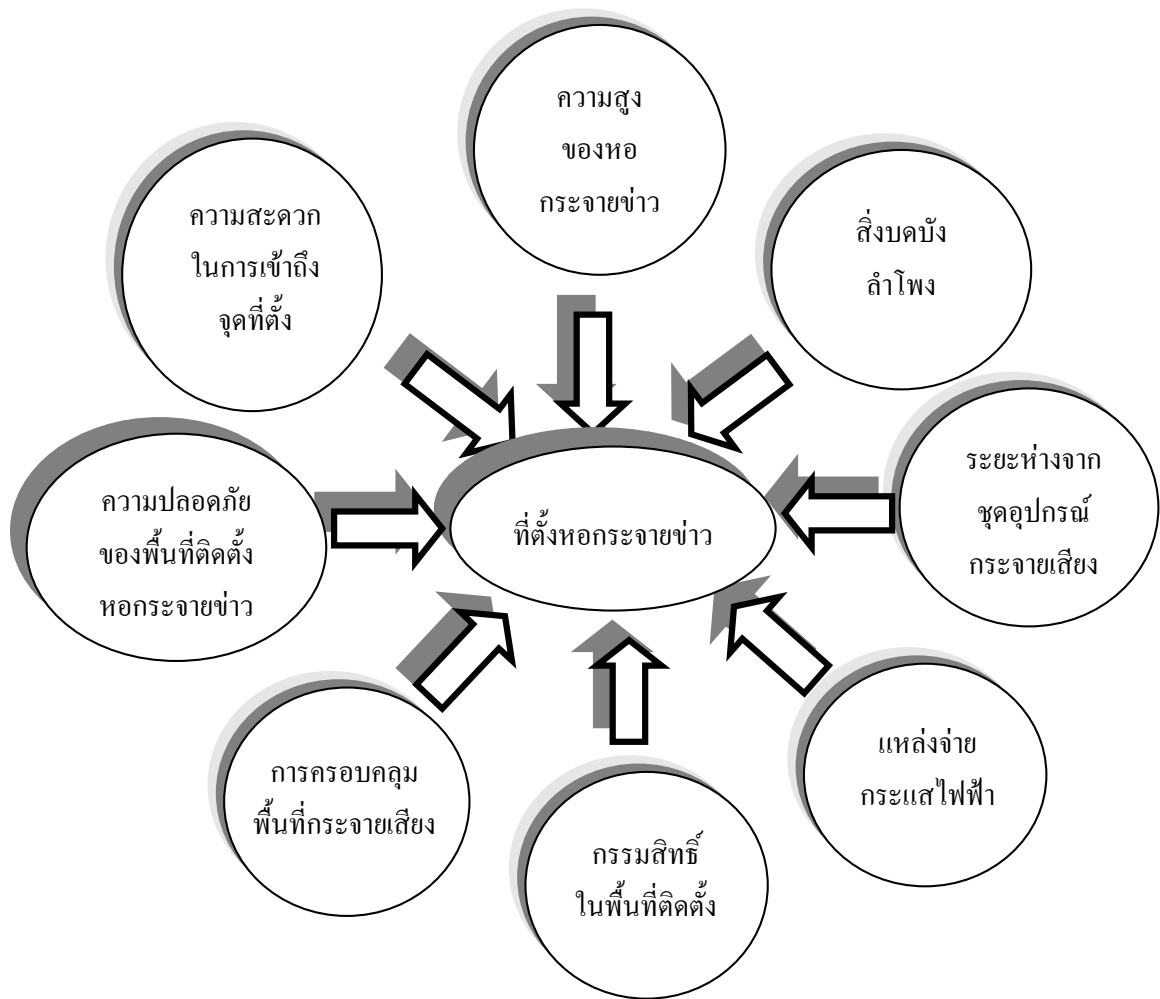 ความสูง
ของหอ
กระจายข่าว
สิ่งบดบัง
ลำโพง
ระยะห่างจาก
ชุดอุปกรณ์
กระจายเสียง
แหล่งจ่าย
กระแสไฟฟ้า
กรรมสิทธิ์
ในพื้นที่ติดตั้ง
การครอบคลุม
พื้นที่กระจายเสียง
ความปลอดภัย
ของพื้นที่ติดตั้ง
หอกระจายข่าว
ความสะดวก
ในการเข้าถึง
จุดที่ตั้ง
ที่ตั้งหอกระจายข่าว